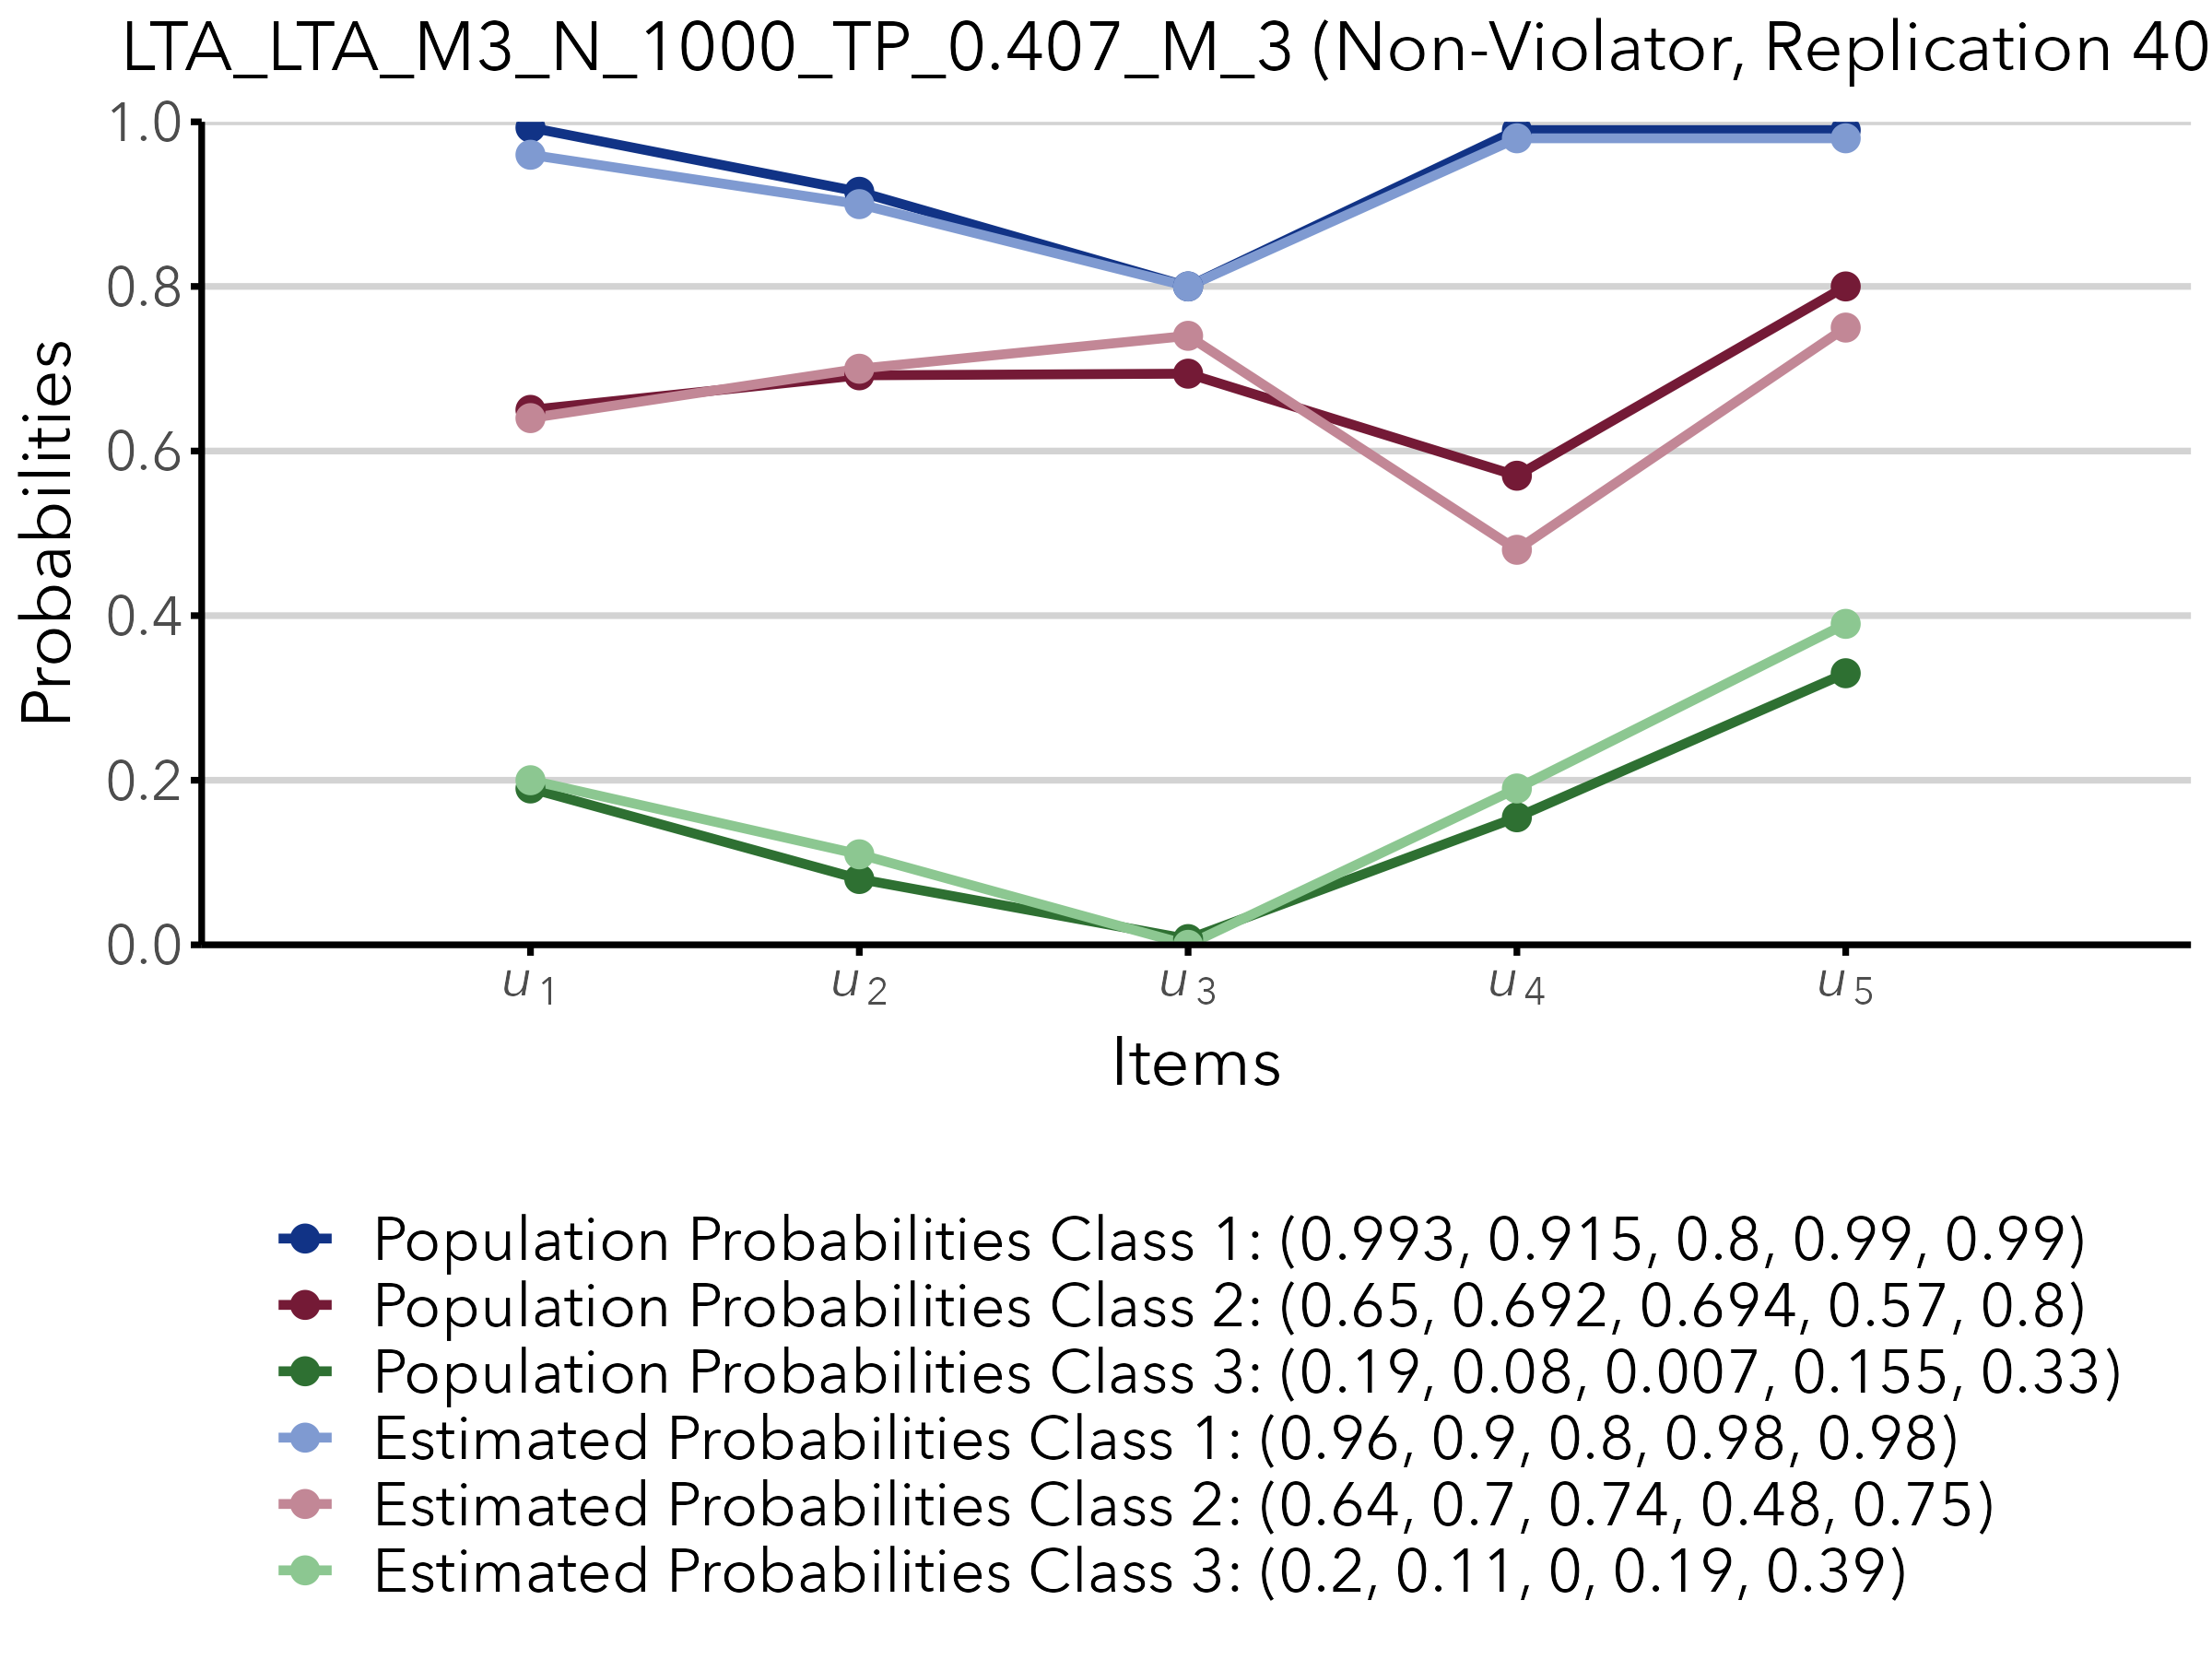 LTA_LTA_M3_N_1000_TP_0.407_M_3 (Non-Violator, Replication 40
1.0
0.8
0.6
0.4
0.2
0.0
Probabilities
u1
u2
u3
u4
u5
Items
Population Probabilities Class 1: (0.993, 0.915, 0.8, 0.99, 0.99)
Population Probabilities Class 2: (0.65, 0.692, 0.694, 0.57, 0.8)
Population Probabilities Class 3: (0.19, 0.08, 0.007, 0.155, 0.33)
Estimated Probabilities Class 1: (0.96, 0.9, 0.8, 0.98, 0.98)
Estimated Probabilities Class 2: (0.64, 0.7, 0.74, 0.48, 0.75)
Estimated Probabilities Class 3: (0.2, 0.11, 0, 0.19, 0.39)